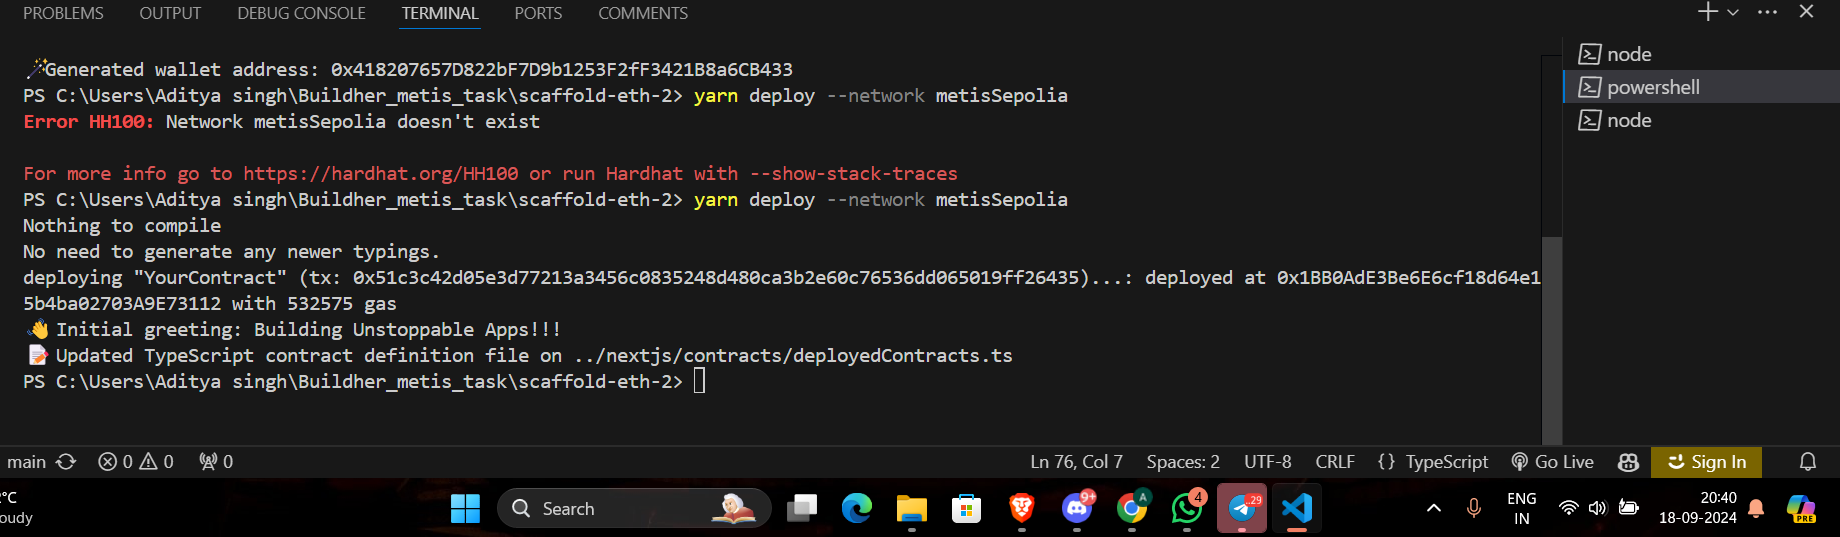 PROBLEMS OUTPUT DEBUG CONSOLE TERMINAL PORTS COMMENTS
Generated wallet address: 0x418207657D822bF7D9b1253F2fF3421B8a6CB433
PS C:\Users\Aditya singh\Buildher_metis_task\scaffold-eth-2> yarn deploy --network metisSepolia
Error HH100: Network metisSepolia doesn't exist
For more info go to https://hardhat.org/HH100 or run Hardhat with --show-stack-traces
PS C:\Users\Aditya singh\Buildher_metis_task\scaffold-eth-2> yarn deploy --network metisSepolia
Nothing to compile
No need to generate any newer typings.
deploying "YourContract" (tx: 0x51c3c42d05e3d77213a3456c0835248d480ca3b2e60c76536dd065019ff26435)...: deployed at 0x1BB0AdE3Be6E6cf18d64e1
5b4ba02703A9E73112 with 532575 gas
Initial greeting: Building Unstoppable Apps!!!
Updated TypeScript contract definition file on ../nextjs/contracts/deployedContracts.ts
PS C:\Users\Aditya singh\Buildher_metis_task\scaffold-eth-2>
node
powershell
node
main 0 0 0 Ln 76, Col 7 Spaces: 2 UTF-8 CRLF {} TypeScript Go Live Sign In
°C
oudy
Search
9+
A
4
29
ENG
IN
20:40
18-09-2024
PRE